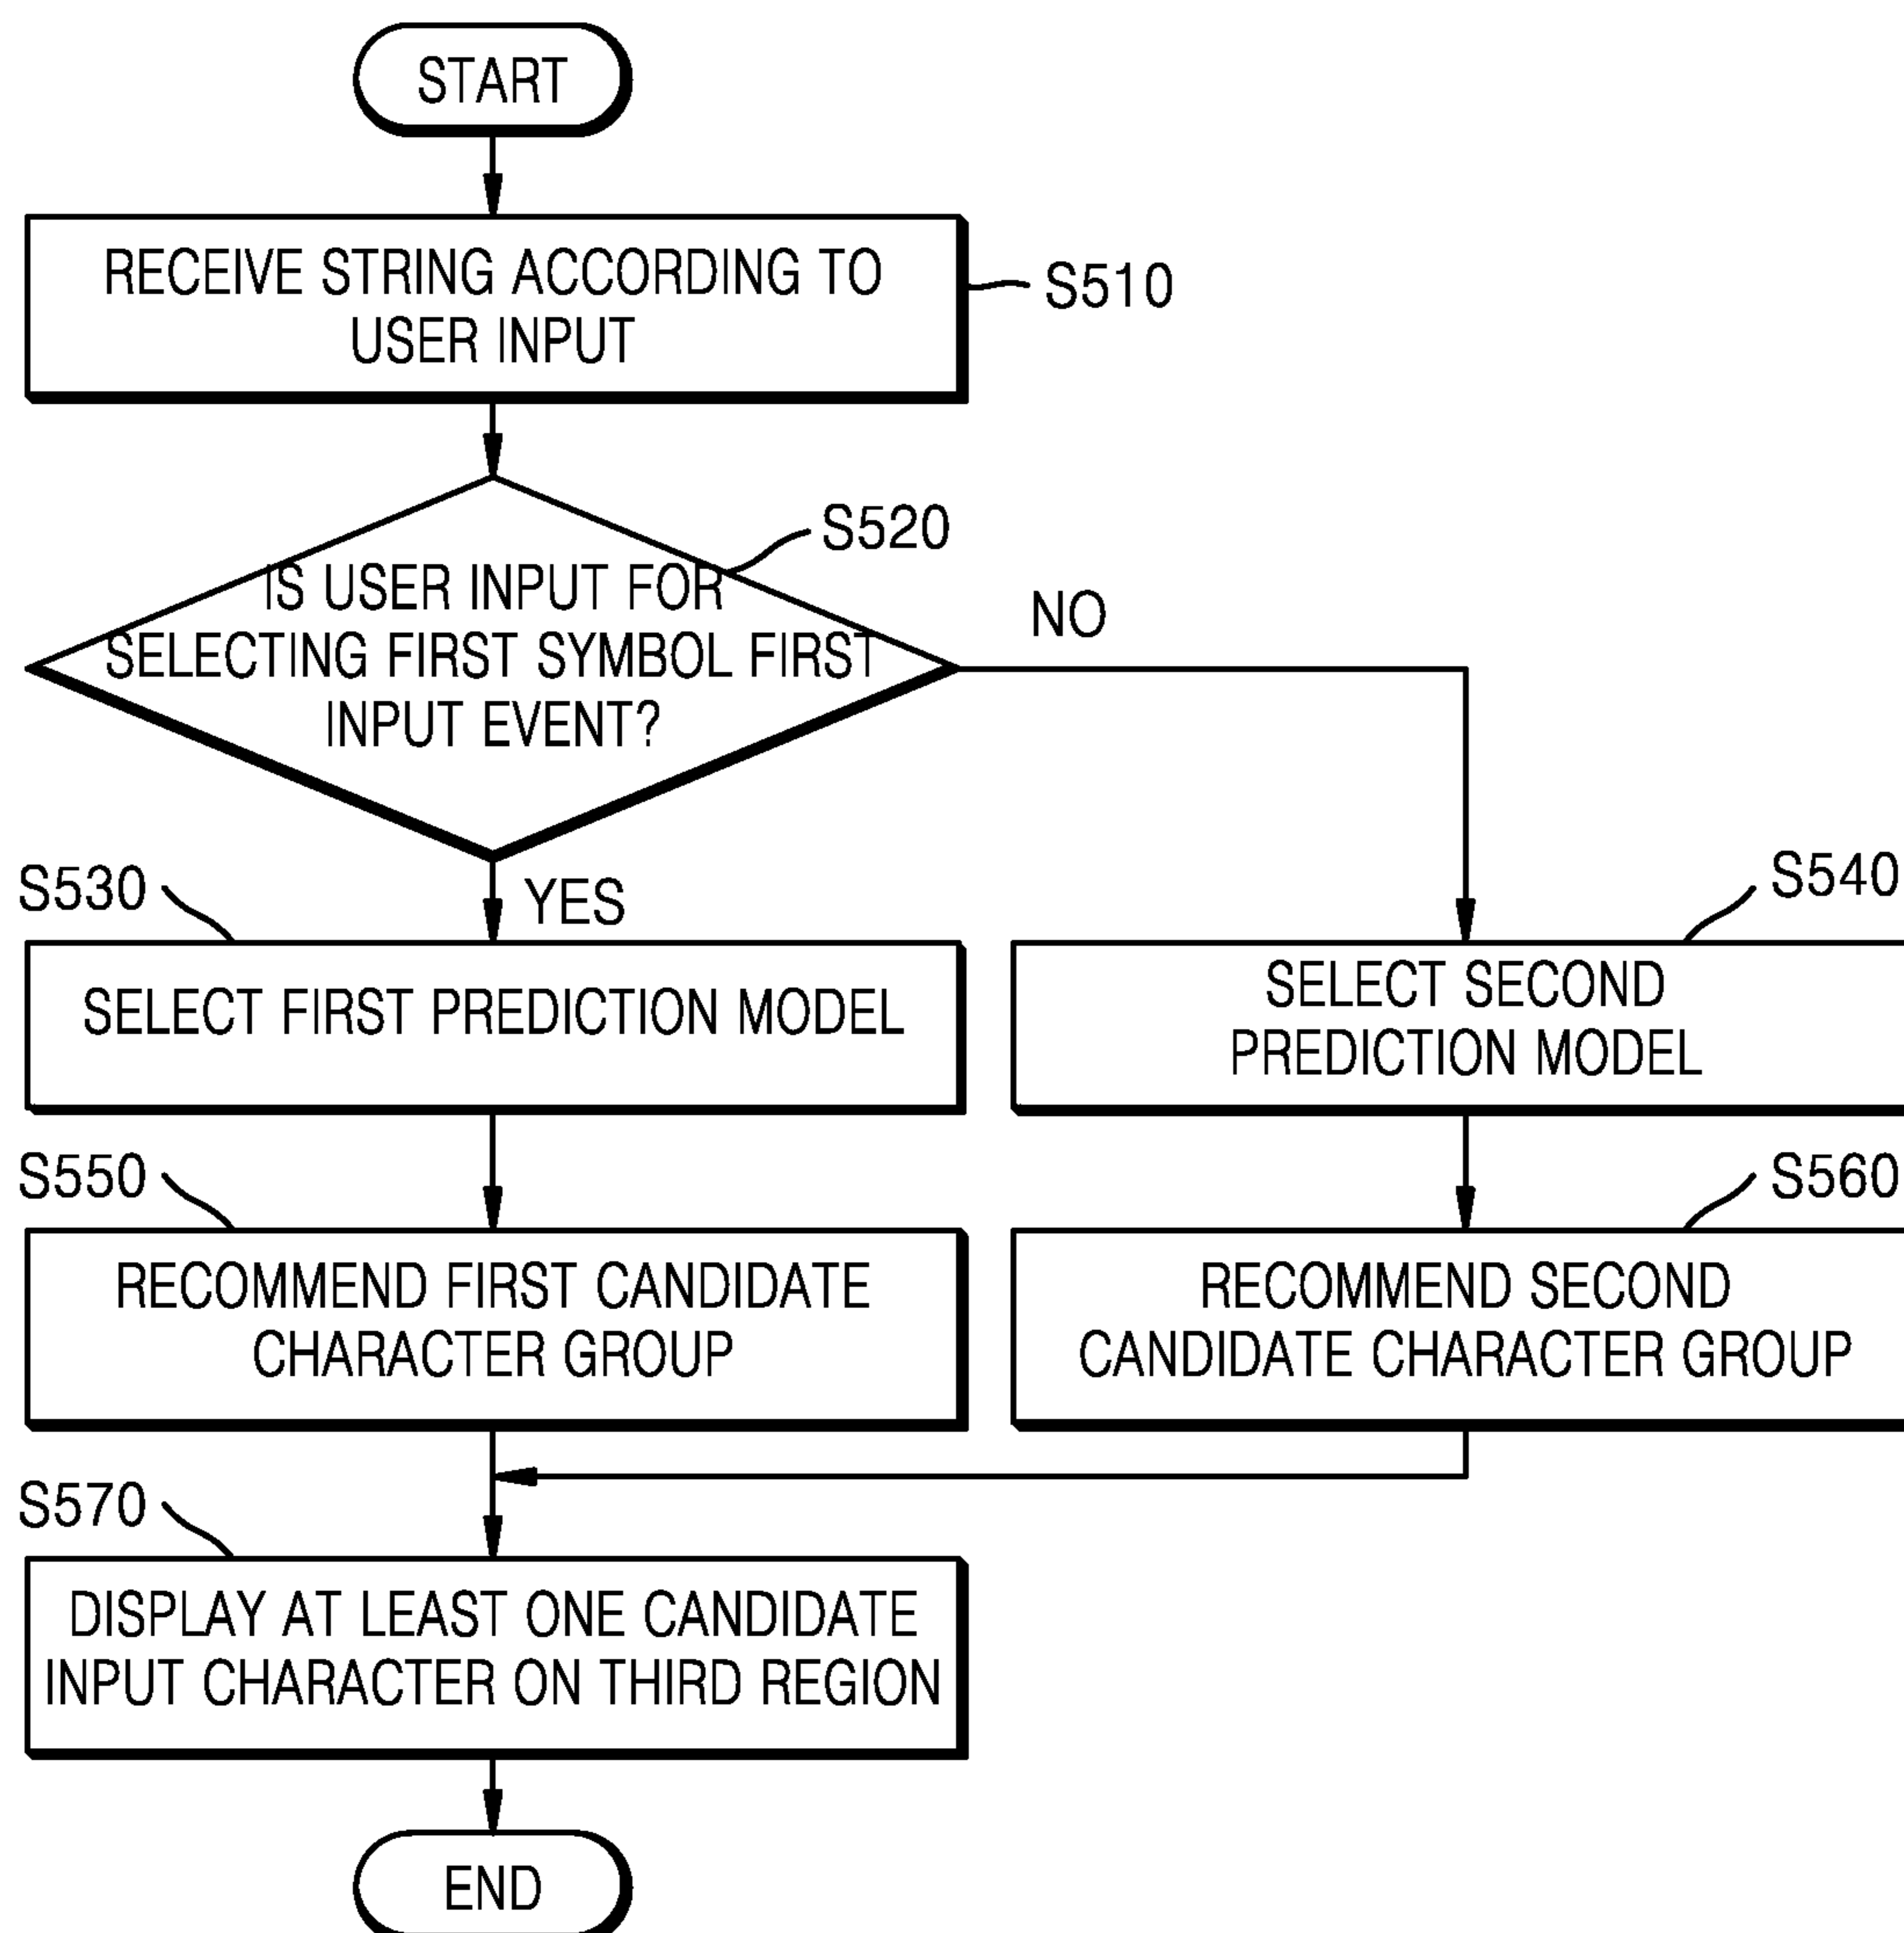 START
RECEIVE STRING ACCORDING TO
USER INPUT
S510
S520
IS USER INPUT FOR
SELECTING FIRST SYMBOL FIRST
INPUT EVENT?
NO
YES
S530
SELECT FIRST PREDICTION MODEL
S540
SELECT SECOND
PREDICTION MODEL
S550
RECOMMEND FIRST CANDIDATE
CHARACTER GROUP
S560
RECOMMEND SECOND
CANDIDATE CHARACTER GROUP
S570
DISPLAY AT LEAST ONE CANDIDATE
INPUT CHARACTER ON THIRD REGION
END